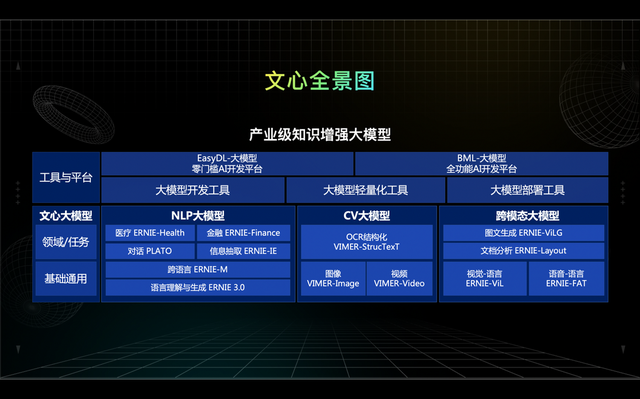 文心全景图
产业级知识增强大模型
工具与平台
EasyDL-大模型
零门槛AI开发平台
BML-大模型
全功能AI开发平台
大模型开发工具
大模型轻量化工具
大模型部署工具
文心大模型
NLP大模型
CV大模型
跨模态大模型
领域/任务
医疗 ERNIE-Health
金融 ERNIE-Finance
对话 PLATO
信息抽取 ERNIE-IE
OCR结构化
VIMER-StrucTexT
图文生成 ERNIE-ViLG
文档分析 ERNIE-Layout
基础通用
跨语言 ERNIE-M
语言理解与生成 ERNIE 3.0
图像
VIMER-Image
视频
VIMER-Video
视觉-语言
ERNIE-ViL
语音-语言
ERNIE-FAT